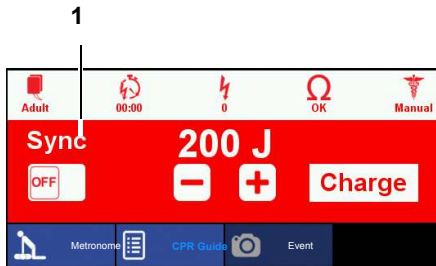 1
Adult
00:00
0
Ω
OK
Manual
Sync
200 J
OFF
Charge
Metronome
CPR Guide
Event